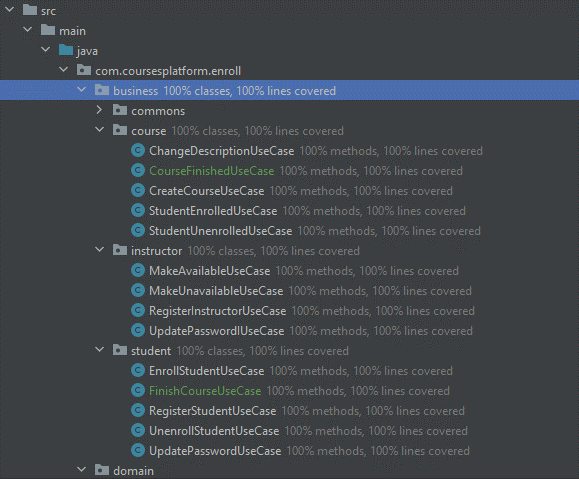 src
main
java
com.coursesplatform.enroll
business 100% classes, 100% lines covered
commons
course 100% classes, 100% lines covered
C ChangeDescriptionUseCase 100% methods, 100% lines covered
C CourseFinishedUseCase 100% methods, 100% lines covered
C CreateCourseUseCase 100% methods, 100% lines covered
C StudentEnrolledUseCase 100% methods, 100% lines covered
C StudentUnenrolledUseCase 100% methods, 100% lines covered
instructor 100% classes, 100% lines covered
C MakeAvailableUseCase 100% methods, 100% lines covered
C MakeUnavailableUseCase 100% methods, 100% lines covered
C RegisterInstructorUseCase 100% methods, 100% lines covered
C UpdatePasswordIUseCase 100% methods, 100% lines covered
student 100% classes, 100% lines covered
C EnrollStudentUseCase 100% methods, 100% lines covered
C FinishCourseUseCase 100% methods, 100% lines covered
C RegisterStudentUseCase 100% methods, 100% lines covered
C UnenrollStudentUseCase 100% methods, 100% lines covered
C UpdatePasswordUseCase 100% methods, 100% lines covered
domain